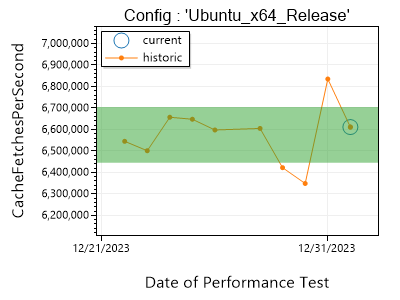 Config : 'Ubuntu_x64_Release'
CacheFetchesPerSecond
7,000,000
6,900,000
6,800,000
6,700,000
6,600,000
6,500,000
6,400,000
6,300,000
6,200,000
current
historic
12/21/2023
12/31/2023
Date of Performance Test